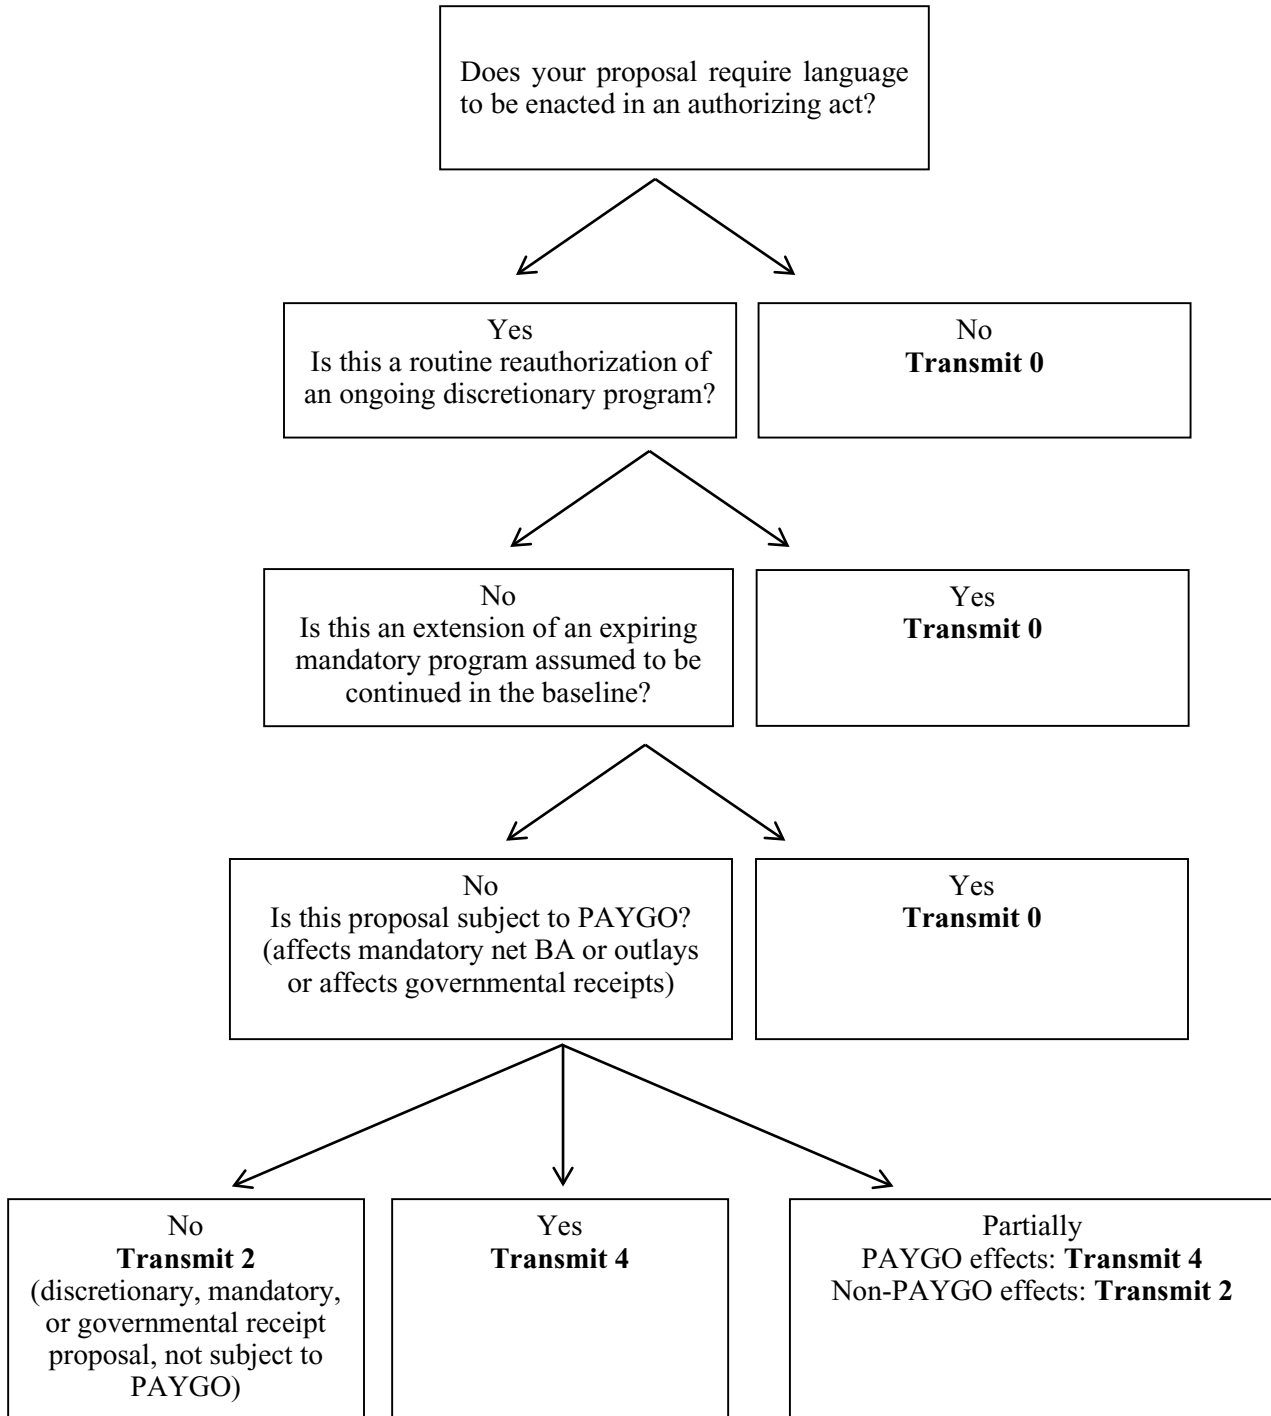 Does your proposal require language
to be enacted in an authorizing act?
Yes
Is this a routine reauthorization of
an ongoing discretionary program?
No
Transmit 0
No
Is this an extension of an expiring
mandatory program assumed to be
continued in the baseline?
Yes
Transmit 0
No
Is this proposal subject to PAYGO?
(affects mandatory net BA or outlays
or affects governmental receipts)
Yes
Transmit 0
No
Transmit 2
(discretionary, mandatory,
or governmental receipt
proposal, not subject to
PAYGO)
Yes
Transmit 4
Partially
PAYGO effects: Transmit 4
Non-PAYGO effects: Transmit 2